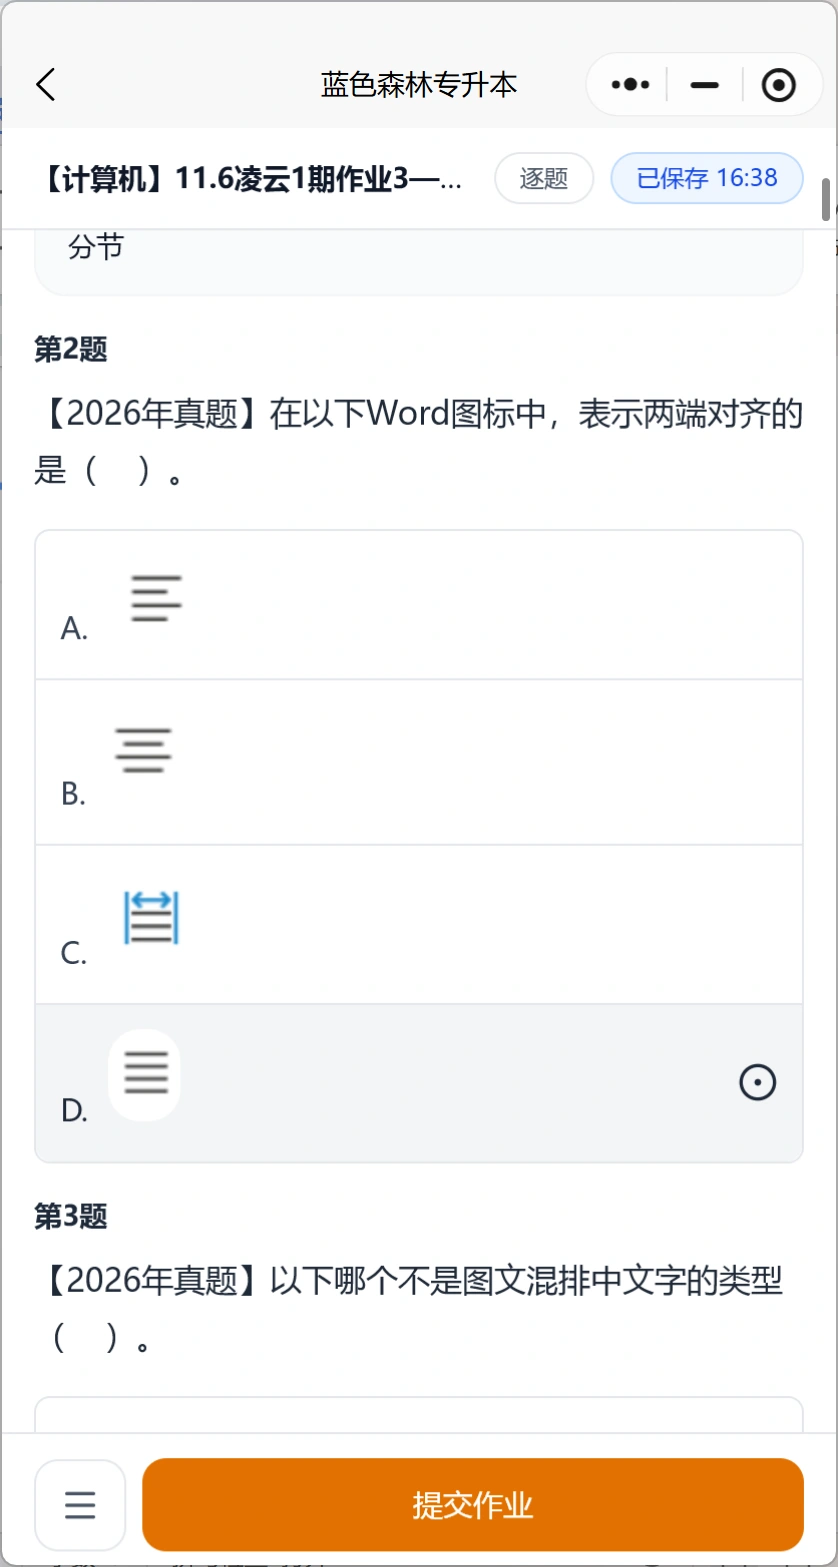 蓝色森林专升本
【计算机】11.6凌云1期作业3—...
逐题
已保存 16:38
分节
第2题
【2026年真题】在以下Word图标中，表示两端对齐的
是（ ）。
A.
B.
C.
D.
第3题
【2026年真题】以下哪个不是图文混排中文字的类型
（ ）。
提交作业